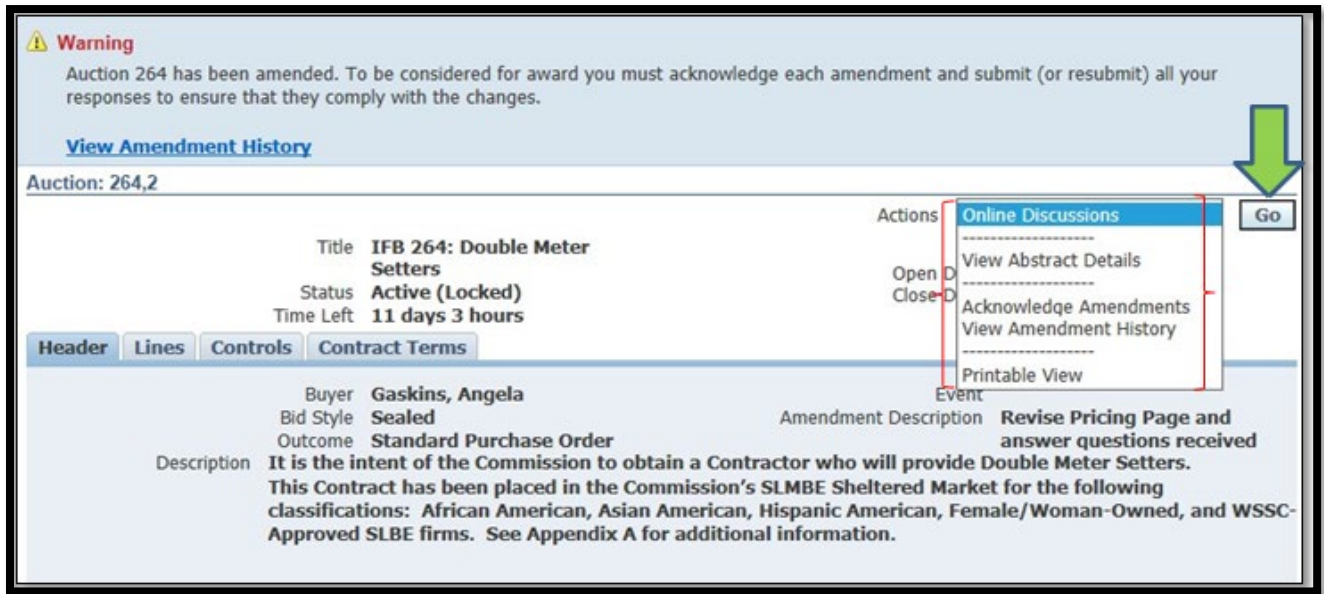 Warning
Auction 264 has been amended. To be considered for award you must acknowledge each amendment and submit (or resubmit) all your
responses to ensure that they comply with the changes.
View Amendment History
Auction: 264,2
Actions Online Discussions Go
-------------------
Title IFB 264: Double Meter
Setters
View Abstract Details
Open D
-------------------
Status Active (Locked)
Close D
Acknowledge Amendments
Time Left 11 days 3 hours
View Amendment History
-------------------
Header Lines Controls Contract Terms
Printable View
Buyer Gaskins, Angela
Event
Bid Style Sealed
Amendment Description Revise Pricing Page and
answer questions received
Outcome Standard Purchase Order
Description It is the intent of the Commission to obtain a Contractor who will provide Double Meter Setters.
This Contract has been placed in the Commission's SLMBE Sheltered Market for the following
classifications: African American, Asian American, Hispanic American, Female/Woman-Owned, and WSSC-
Approved SLBE firms. See Appendix A for additional information.